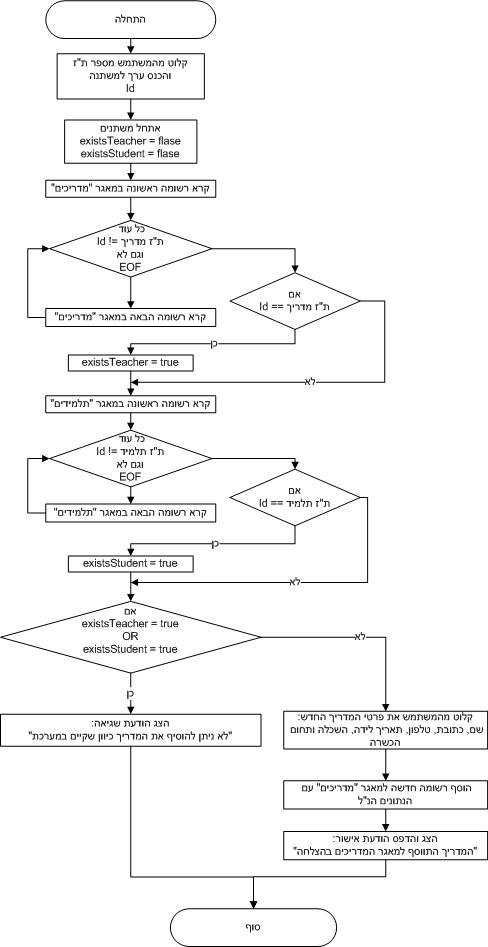 התחלה
קלוט מהמשתמש מספר ת"ז
והכנס ערך למשתנה
Id
אתחל משתנים
existsTeacher = flase
existsStudent = flase
קרא רשומה ראשונה במאגר "מדריכים"
כל עוד
ת"ז מדריך != Id
וגם לא
EOF
אם
ת"ז מדריך == Id
קרא רשומה הבאה במאגר "מדריכים"
כן
existsTeacher = true
לא
קרא רשומה ראשונה במאגר "תלמידים"
כל עוד
ת"ז תלמיד != Id
וגם לא
EOF
אם
ת"ז תלמיד == Id
קרא רשומה הבאה במאגר "תלמידים"
כן
existsStudent = true
לא
אם
existsTeacher = true
OR
existsStudent = true
לא
כן
הצג הודעת שגיאה:
"לא ניתן להוסיף את המדריך כיוון שקיים במערכת"
קלוט מהמשתמש את פרטי המדריך החדש:
שם, כתובת, טלפון, תאריך לידה, השכלה ותחום
הכשרה
הוסף רשומה חדשה למאגר "מדריכים" עם
הנתונים הנ"ל
הצג והדפס הודעת אישור:
"המדריך התווסף למאגר המדריכים בהצלחה"
סוף